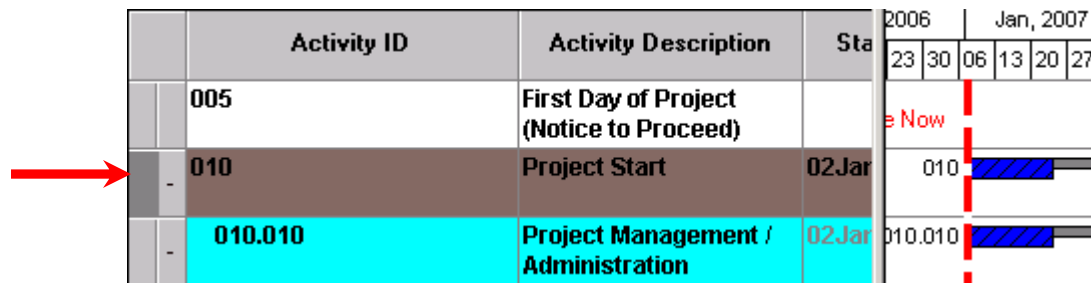 Activity ID Activity Description Sta 2006 Jan, 2007
23 30 06 13 20 27
005 First Day of Project
(Notice to Proceed) e Now
- 010 Project Start 02Jar 010
- 010.010 Project Management / 02Jar 010.010
Administration